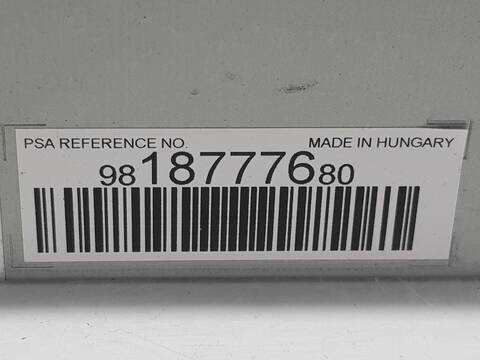 PSA REFERENCE NO. MADE IN HUNGARY
9818777680